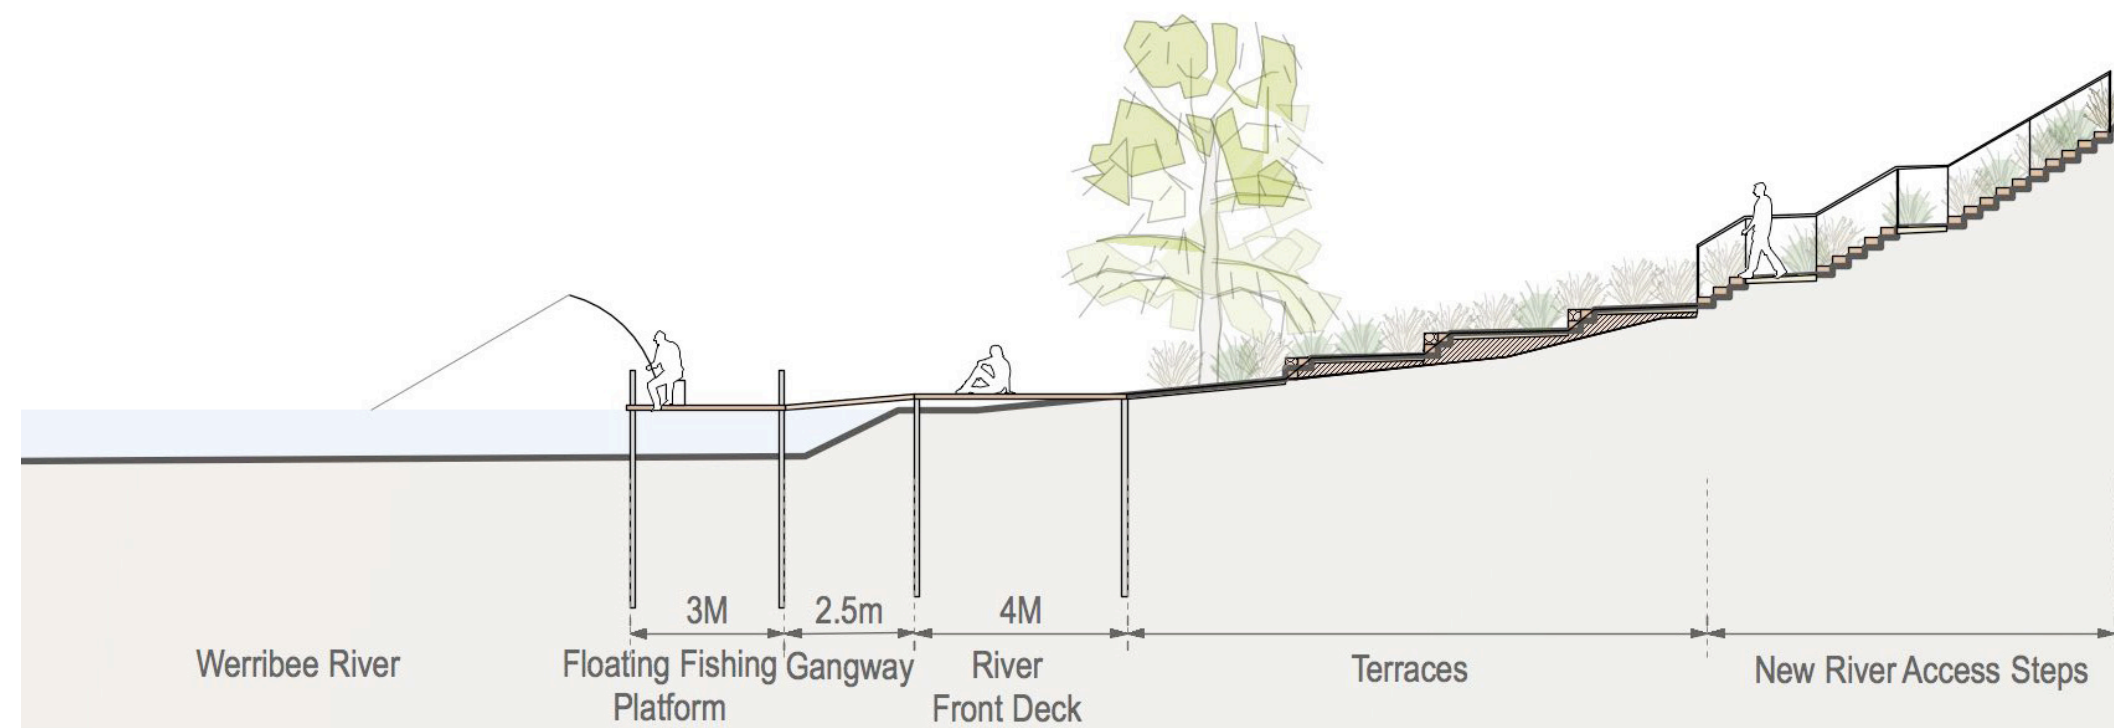 3M
2.5m
4M
Werribee River
Floating Fishing
Platform
Gangway
River
Front Deck
Terraces
New River Access Steps